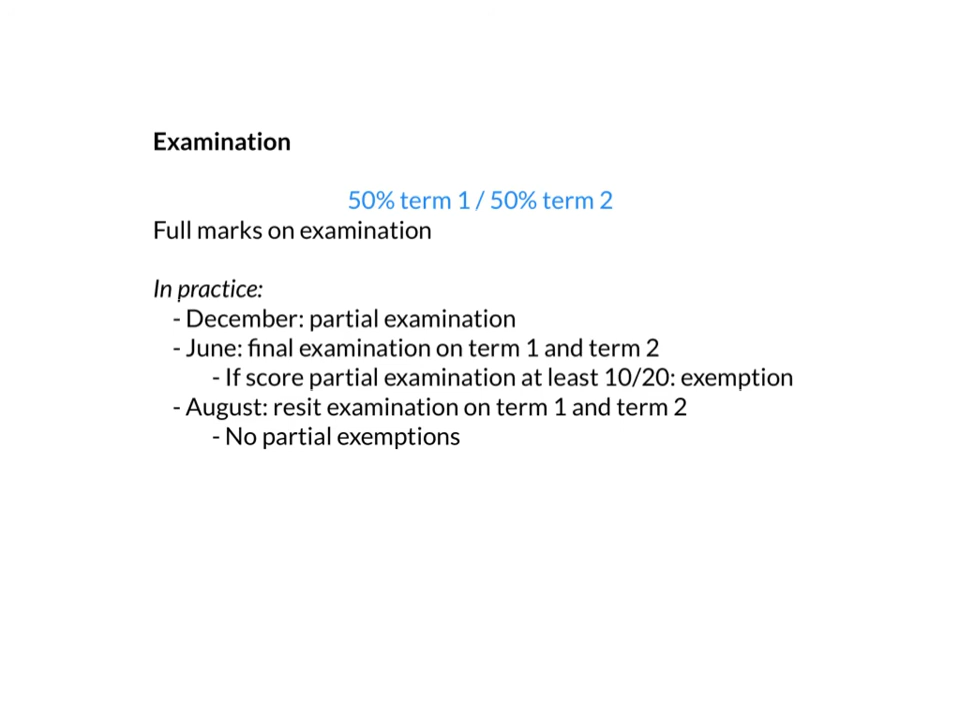 Examination
50% term 1 / 50% term 2
Full marks on examination
In practice:
- December: partial examination
- June: final examination on term 1 and term 2
- If score partial examination at least 10/20: exemption
- August: resit examination on term 1 and term 2
- No partial exemptions